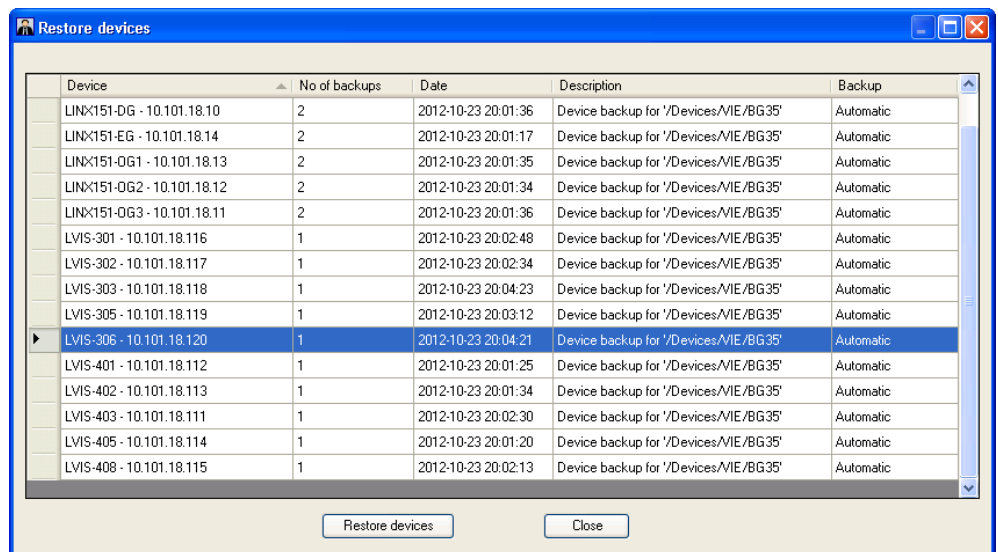 Restore devices
Device No of backups Date Description Backup
LINX151-DG - 10.101.18.10 2 2012-10-23 20:01:36 Device backup for '/Devices/VIE/BG35' Automatic
LINX151-EG - 10.101.18.14 2 2012-10-23 20:01:17 Device backup for '/Devices/VIE/BG35' Automatic
LINX151-OG1 - 10.101.18.13 2 2012-10-23 20:01:35 Device backup for '/Devices/VIE/BG35' Automatic
LINX151-OG2 - 10.101.18.12 2 2012-10-23 20:01:34 Device backup for '/Devices/VIE/BG35' Automatic
LINX151-OG3 - 10.101.18.11 2 2012-10-23 20:01:36 Device backup for '/Devices/VIE/BG35' Automatic
LVIS-301 - 10.101.18.116 1 2012-10-23 20:02:48 Device backup for '/Devices/VIE/BG35' Automatic
LVIS-302 - 10.101.18.117 1 2012-10-23 20:02:34 Device backup for '/Devices/VIE/BG35' Automatic
LVIS-303 - 10.101.18.118 1 2012-10-23 20:04:23 Device backup for '/Devices/VIE/BG35' Automatic
LVIS-305 - 10.101.18.119 1 2012-10-23 20:03:12 Device backup for '/Devices/VIE/BG35' Automatic
LVIS-306 - 10.101.18.120 1 2012-10-23 20:04:21 Device backup for '/Devices/VIE/BG35' Automatic
LVIS-401 - 10.101.18.112 1 2012-10-23 20:01:25 Device backup for '/Devices/VIE/BG35' Automatic
LVIS-402 - 10.101.18.113 1 2012-10-23 20:01:34 Device backup for '/Devices/VIE/BG35' Automatic
LVIS-403 - 10.101.18.111 1 2012-10-23 20:02:30 Device backup for '/Devices/VIE/BG35' Automatic
LVIS-405 - 10.101.18.114 1 2012-10-23 20:01:20 Device backup for '/Devices/VIE/BG35' Automatic
LVIS-408 - 10.101.18.115 1 2012-10-23 20:02:13 Device backup for '/Devices/VIE/BG35' Automatic
Restore devices Close